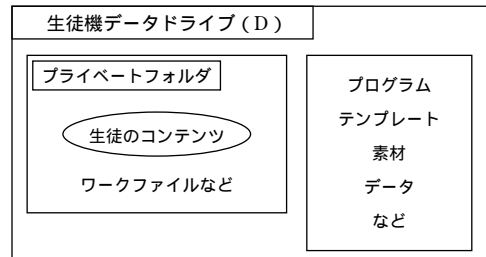 生徒機データドライブ(D)
プライベートフォルダ
生徒のコンテンツ
ワークファイルなど
プログラム
テンプレート
素材
データ
など